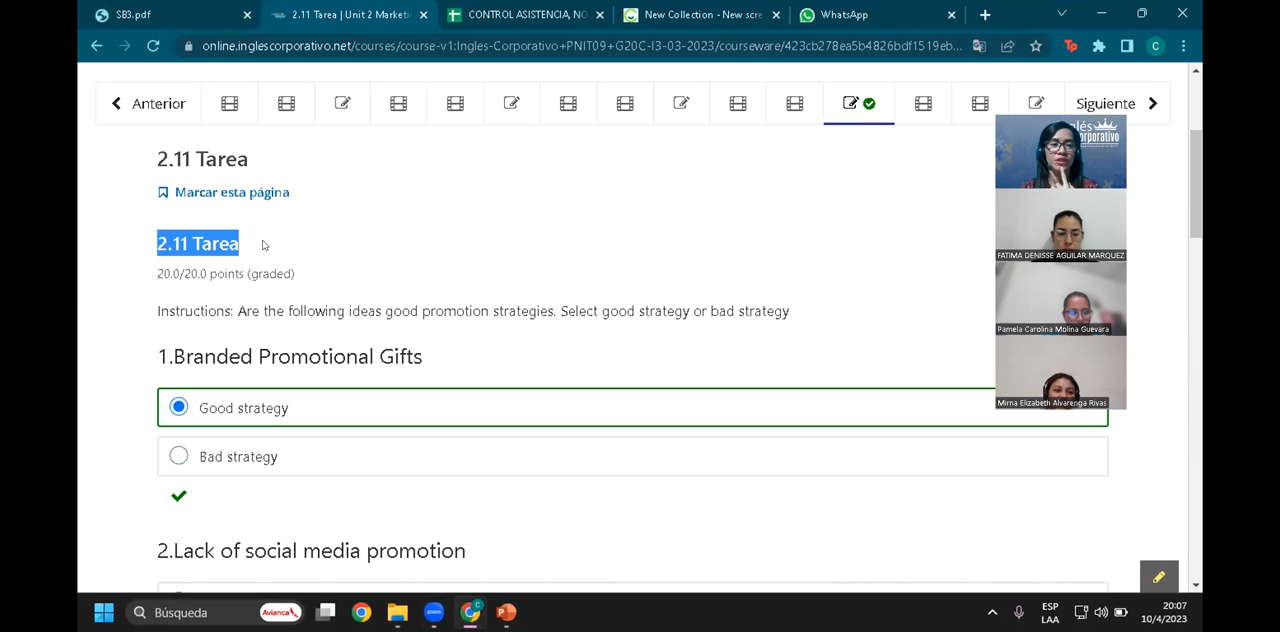 SB3.pdf
2.11 Tarea | Unit 2 Marketi
CONTROL ASISTENCIA, NO
New Collection - New scre
WhatsApp
online.inglescorporativo.net/courses/course-v1:Ingles-Corporativo+PNIT09+G20C-I3-03-2023/courseware/423cb278ea5b4826bdf1519eb...
Tp
C
Anterior
Siguiente
2.11 Tarea
Marcar esta página
2.11 Tarea
20.0/20.0 points (graded)
Instructions: Are the following ideas good promotion strategies. Select good strategy or bad strategy
1.Branded Promotional Gifts
Good strategy
Bad strategy
2.Lack of social media promotion
FATIMA DENISSE AGUILAR MARQUEZ
Pamela Carolina Molina Guevara
Mirna Elizabeth Alvarenga Rivas
Búsqueda
Avianca
zoom
ESP
LAA
20:07
10/4/2023